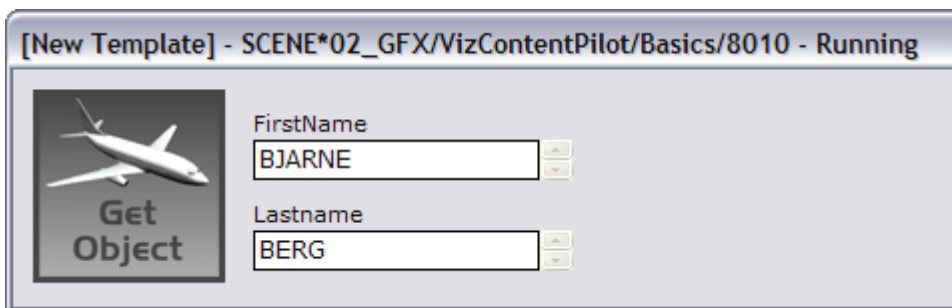 [New Template] - SCENE*02_GFX/VizContentPilot/Basics/8010 - Running
FirstName
BJARNE
Get
Object
Lastname
BERG